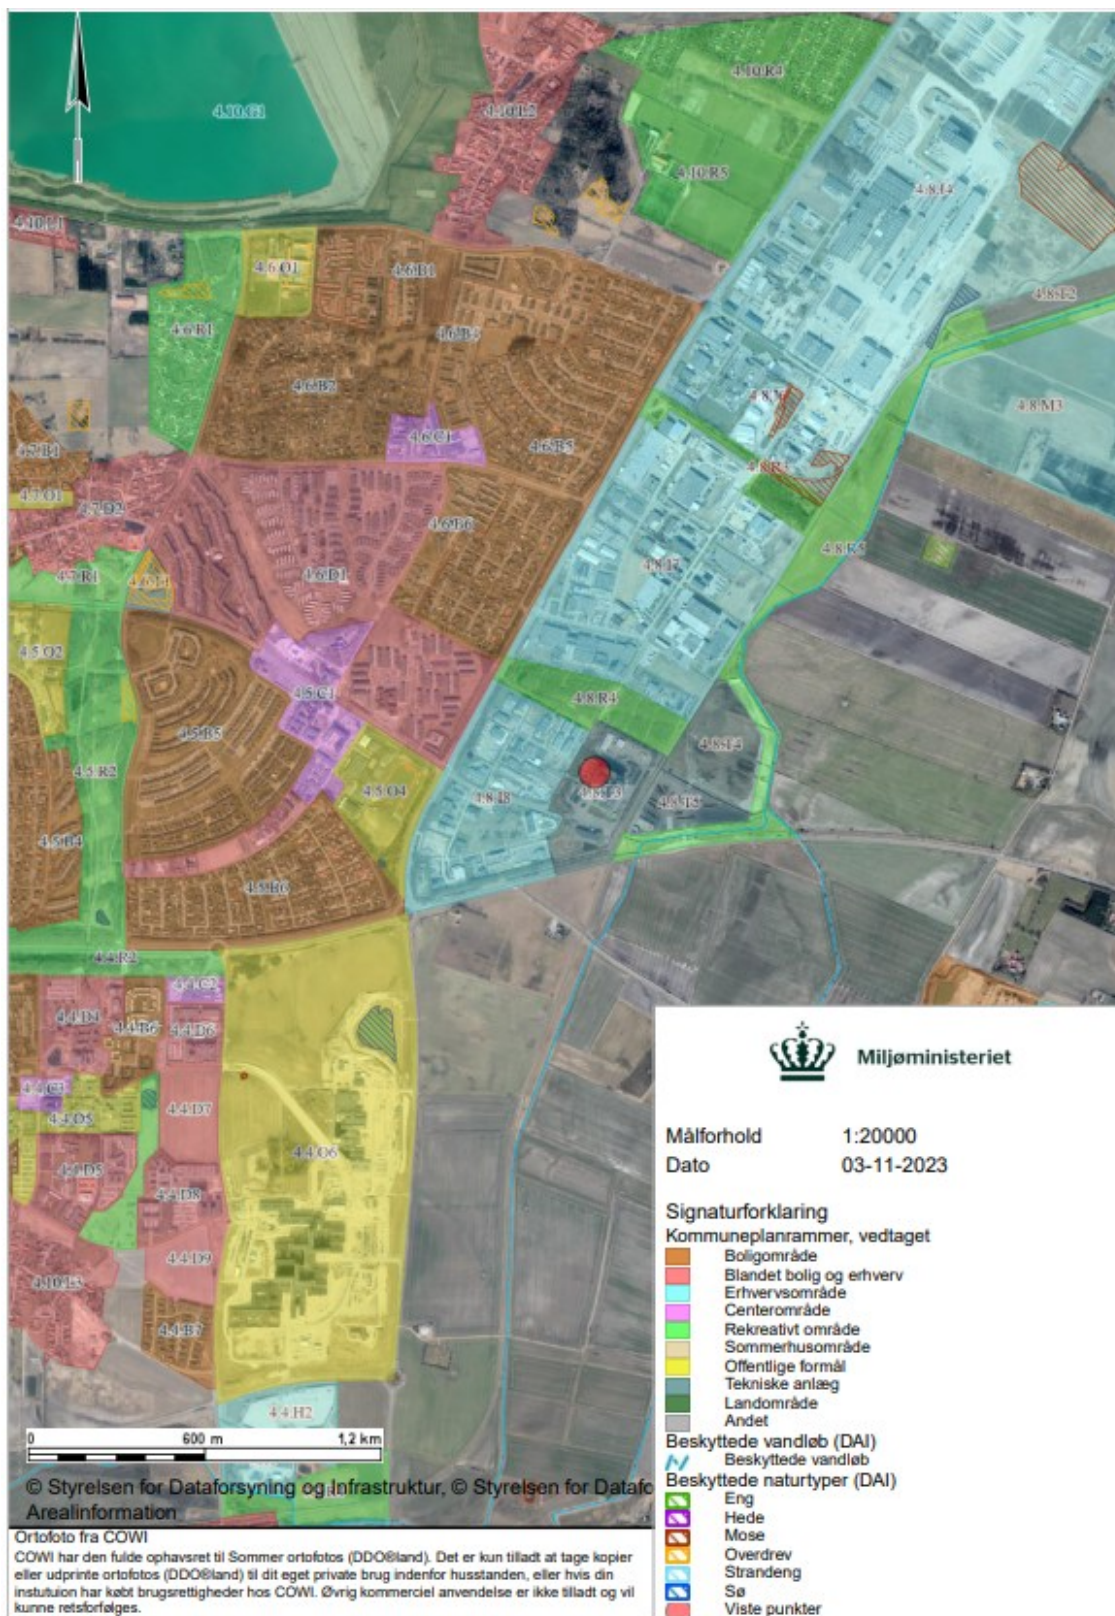 4.10.R4
4.10.G1
4.10.L2
4.10.R5
4.8.I4
4.10.L1
4.6.O1
4.6.B1
4.8.T2
4.6.R1
4.6.B3
4.6.B2
4.8.M3
4.6.C1
4.6.B5
4.7.B1
4.8.R3
4.7.O1
4.7.D2
4.6.B6
4.8.R5
4.8.I7
4.7.R1
4.6.D1
4.5.O2
4.5.C1
4.8.R4
4.5.B5
4.8.T4
4.5.R2
4.5.O4
4.8.I8
4.8.T5
4.5.B4
4.5.B6
4.4.R2
4.4.C2
4.4.D4
4.4.B6
4.4.D6
4.4.C3
4.4.D7
4.4.O5
4.4.O6
4.4.D5
4.4.D8
4.4.D9
4.10.L3
4.4.B7
4.4.H2
Miljøministeriet
Målforhold 1:20000
Dato 03-11-2023
Signaturforklaring
Kommuneplanrammer, vedtaget
Boligområde
Blandet bolig og erhverv
Erhvervsområde
Centerområde
Rekreativt område
Sommerhusområde
Offentlige formål
Tekniske anlæg
Landområde
Andet
Beskyttede vandløb (DAI)
Beskyttede vandløb
Beskyttede naturtyper (DAI)
Eng
Hede
Mose
Overdrev
Strandeng
Sø
Viste punkter
0 600 m 1,2 km
© Styrelsen for Dataforsyning og Infrastruktur, © Styrelsen for Datafo
Arealinformation
Ortofoto fra COWI
COWI har den fulde ophavsret til Sommer ortofotos (DDO®land). Det er kun tilladt at tage kopier
eller udprinte ortofotos (DDO®land) til dit eget private brug indenfor husstanden, eller hvis din
instutuion har købt brugsrettigheder hos COWI. Øvrig kommerciel anvendelse er ikke tilladt og vil
kunne retsforfølges.